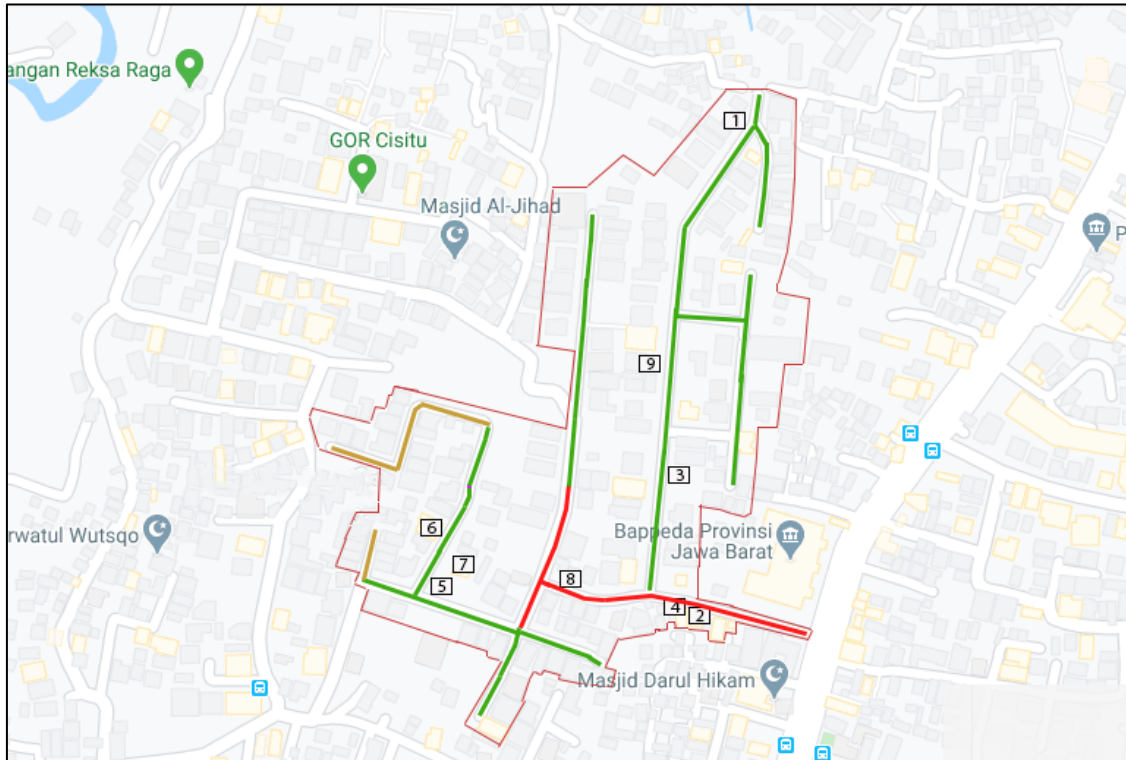 angan Reksa Raga
GOR Cisitu
1
Masjid Al-Jihad
P
9
3
rwatul Wutsqo
6
Bappeda Provinsi
Jawa Barat
7
8
5
4
2
Masjid Darul Hikam